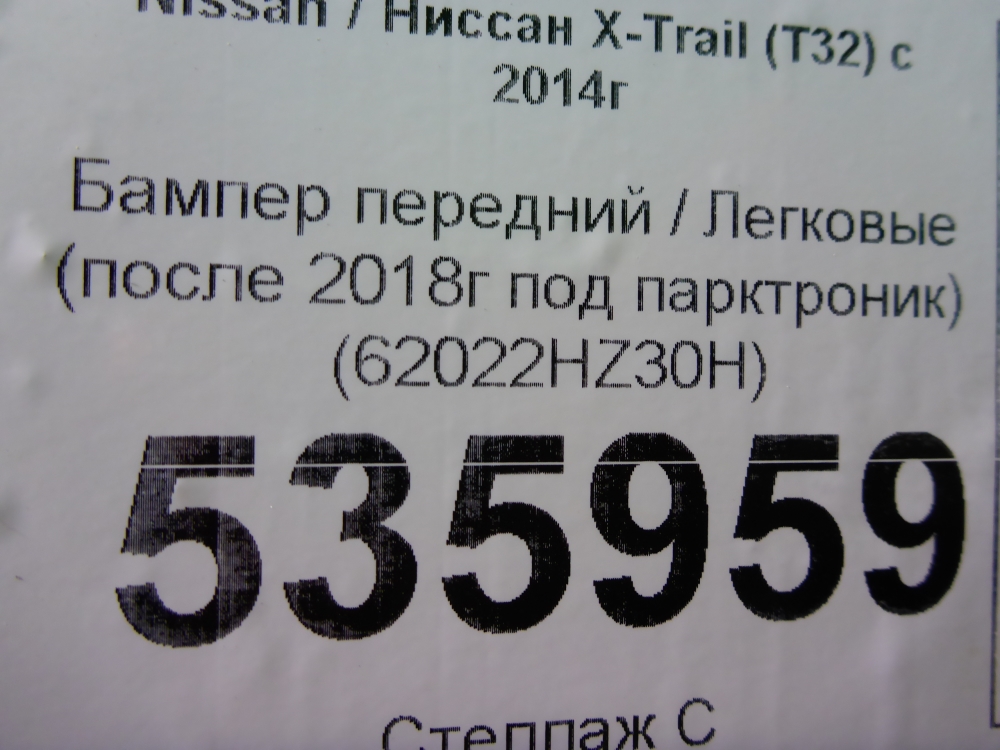 Nissan / Ниссан X-Trail (T32) с
2014г
Бампер передний / Легковые
(после 2018г под парктроник)
(62022HZ30H)
535959
Стеллаж С